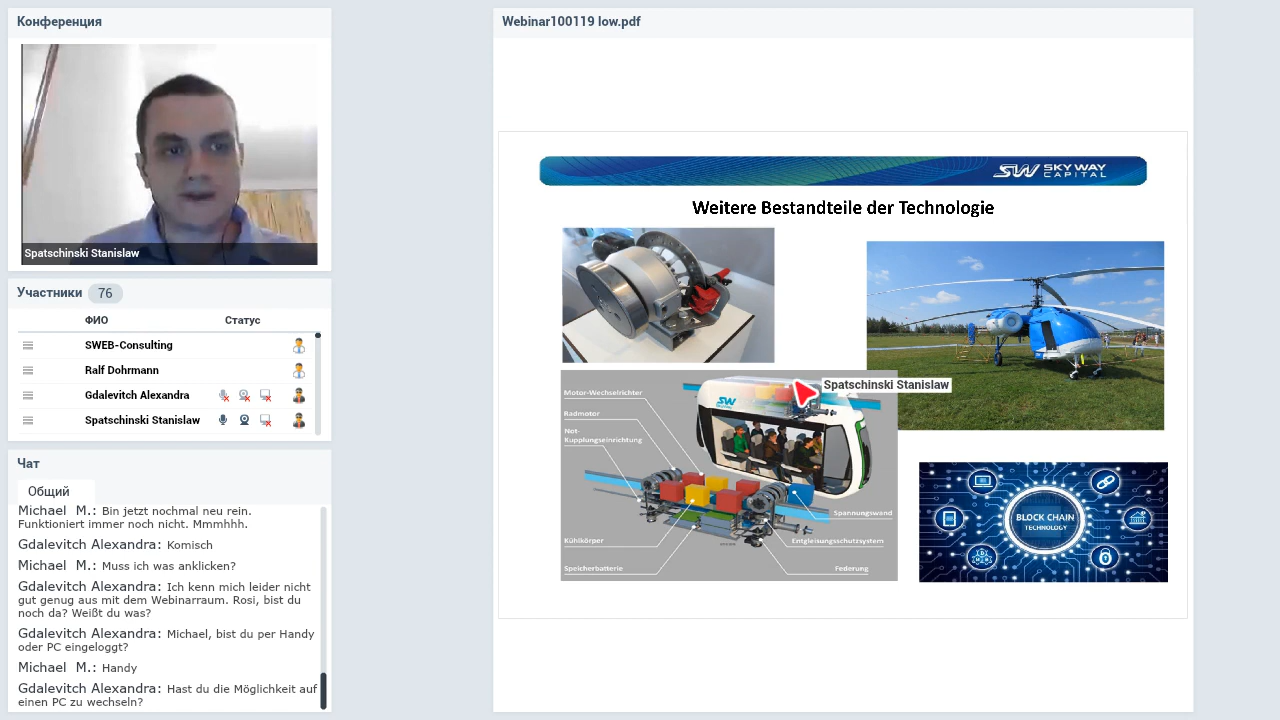 Конференция
Spatschinski Stanislaw
Участники 76
ФИО Статус
SWEB-Consulting
Ralf Dohrmann
Gdalevitch Alexandra
Spatschinski Stanislaw
Чат
Общий
Michael M.: Bin jetzt nochmal neu rein.
Funktioniert immer noch nicht. Mmmhhh.
Gdalevitch Alexandra: Komisch
Michael M.: Muss ich was anklicken?
Gdalevitch Alexandra: Ich kenn mich leider nicht
gut genug aus mit dem Webinarraum. Rosi, bist du
noch da? Weißt du was?
Gdalevitch Alexandra: Michael, bist du per Handy
oder PC eingeloggt?
Michael M.: Handy
Gdalevitch Alexandra: Hast du die Möglichkeit auf
einen PC zu wechseln?
Webinar100119 low.pdf
SW SKY WAY
CAPITAL
Weitere Bestandteile der Technologie
Spatschinski Stanislaw
Motor-Wechselrichter
Radmotor
Not-
Kupplungseinrichtung
SW
Spannungswand
Kühlkörper
Entgleisungsschutzsystem
Speicherbatterie
Federung
BLOCK CHAIN
TECHNOLOGY